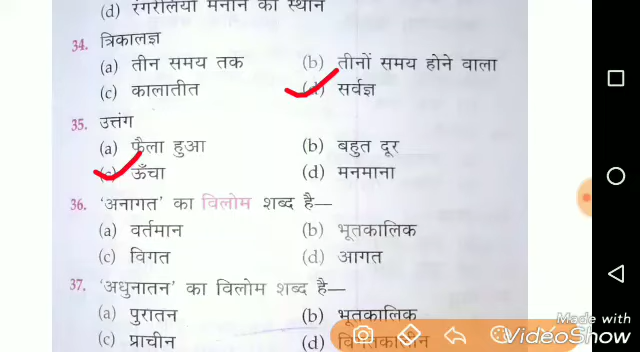 (d) रंगरेलियाँ मनाने का स्थान
34. त्रिकालज्ञ
(a) तीन समय तक (b) तीनों समय होने वाला
(c) कालातीत (d) सर्वज्ञ
35. उत्तंग
(a) फैला हुआ (b) बहुत दूर
(c) ऊँचा (d) मनमाना
36. 'अनागत' का विलोम शब्द है—
(a) वर्तमान (b) भूतकालिक
(c) विगत (d) आगत
37. 'अधुनातन' का विलोम शब्द है—
(a) पुरातन (b) भूतकालिक
(c) प्राचीन (d)
Made with
VideoShow